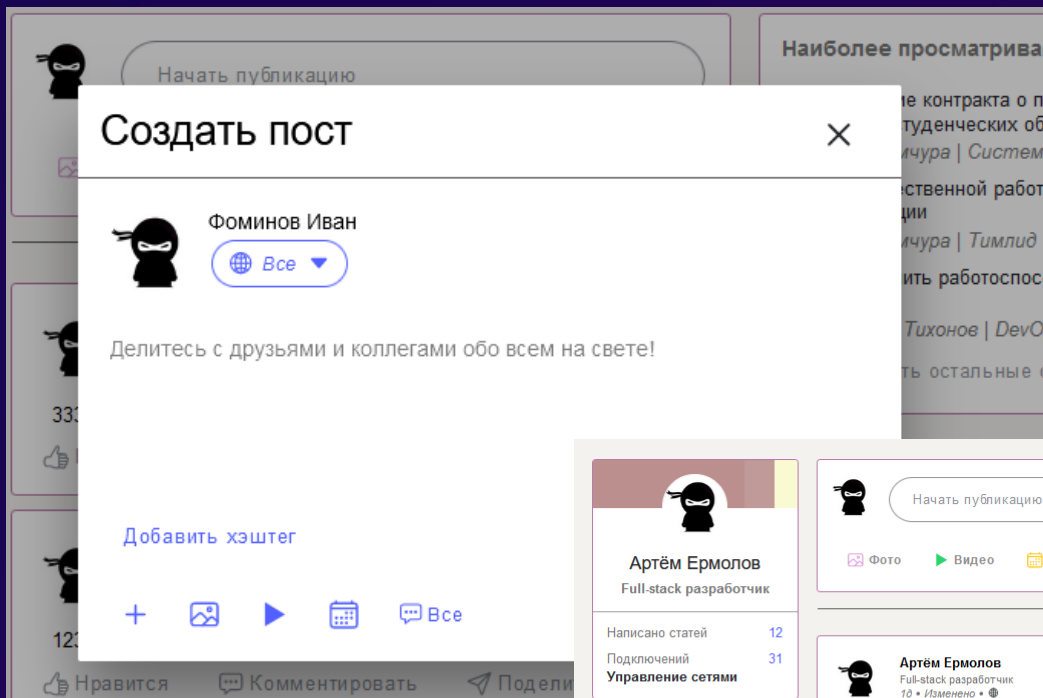 Начать публикацию
Наиболее просматрива
Создать пост
Фоминов Иван
Все
Делитесь с друзьями и коллегами обо всем на свете!
Добавить хэштег
Все
ие контракта о п
туденческих об
мчура | Систем
ественной работ
ции
мчура | Тимлид
ить работоспос
Тихонов | DevO
ть остальные
333
123
Нравится
Комментировать
Подели
Артём Ермолов
Full-stack разработчик
Написано статей 12
Подключений 31
Управление сетями
Начать публикацию
Фото
Видео
Артём Ермолов
Full-stack разработчик
1д • Изменено •